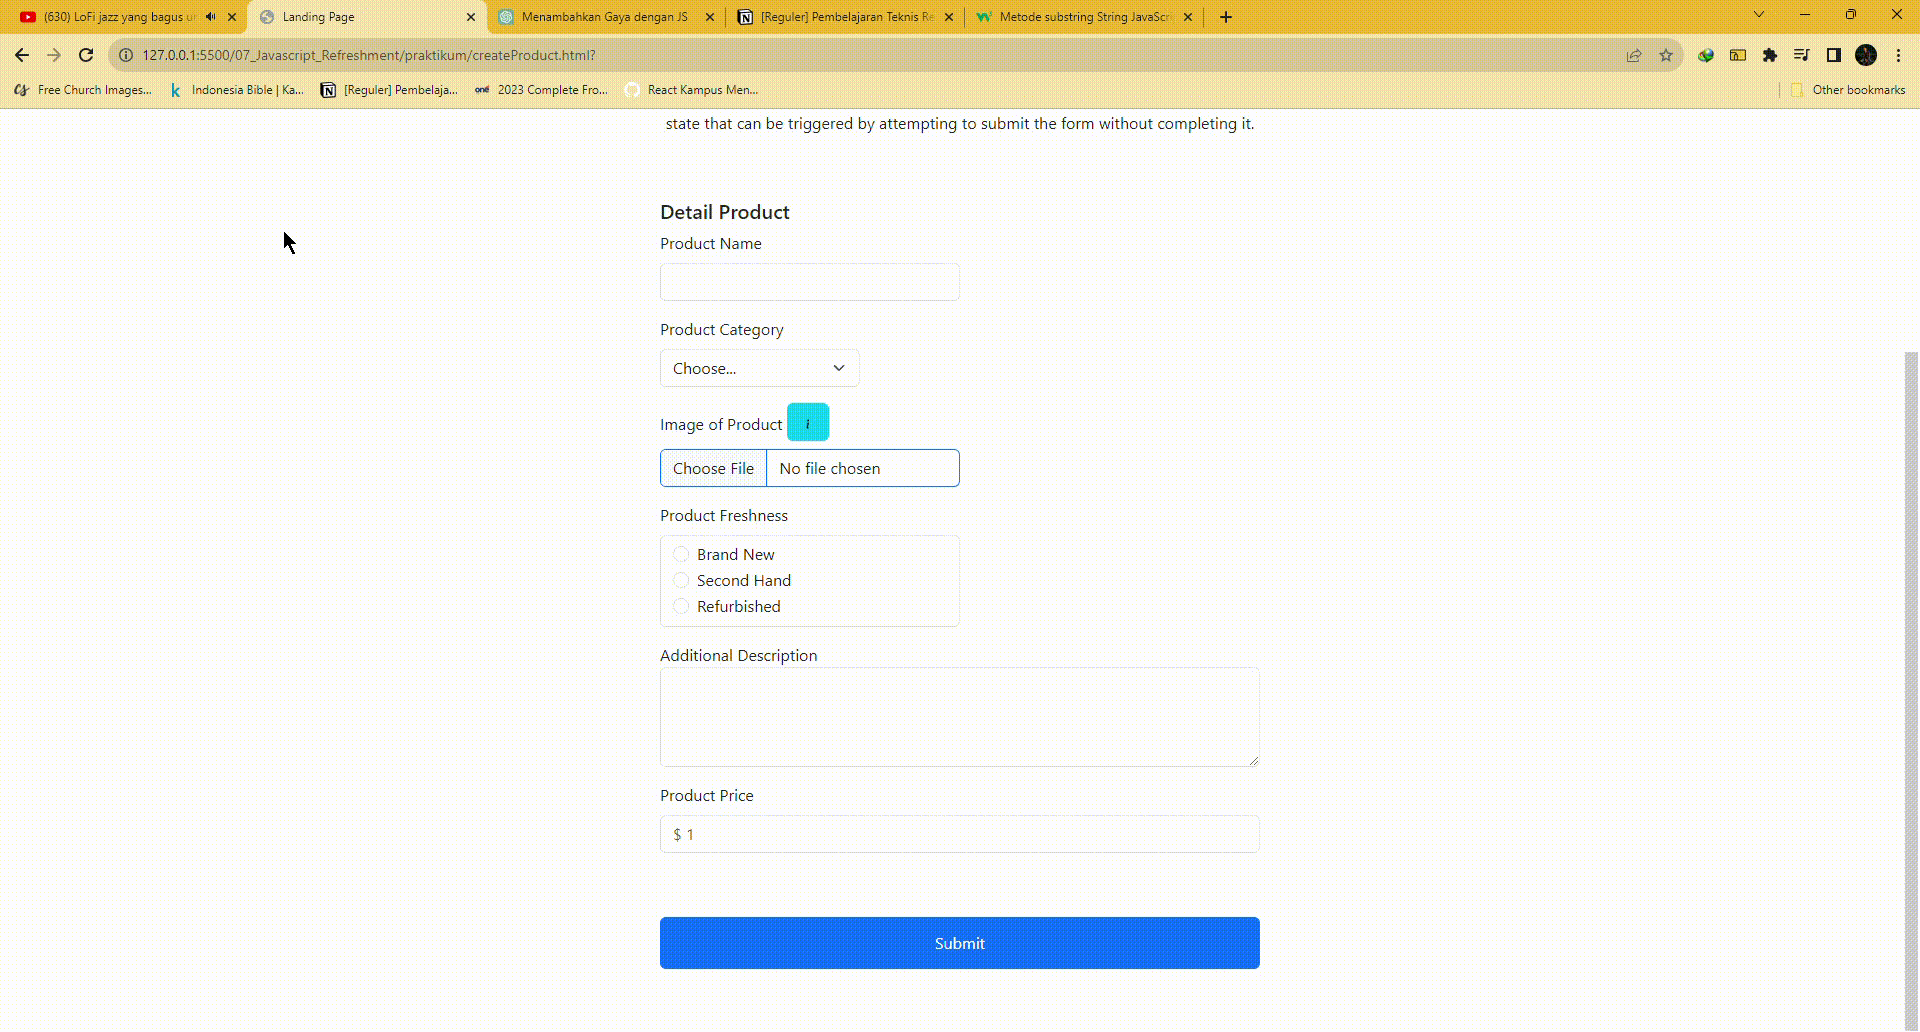 (630) LoFi jazz yang bagus un
Landing Page
Menambahkan Gaya dengan JS
[Reguler] Pembelajaran Teknis Re
Metode substring String JavaScri
127.0.0.1:5500/07_Javascript_Refreshment/praktikum/createProduct.html?
Free Church Images...
Indonesia Bible | Ka...
[Reguler] Pembelaja...
2023 Complete Fro...
React Kampus Men...
Other bookmarks
state that can be triggered by attempting to submit the form without completing it.
Detail Product
Product Name
Product Category
Choose...
Image of Product i
Choose File No file chosen
Product Freshness
Brand New
Second Hand
Refurbished
Additional Description
Product Price
$ 1
Submit